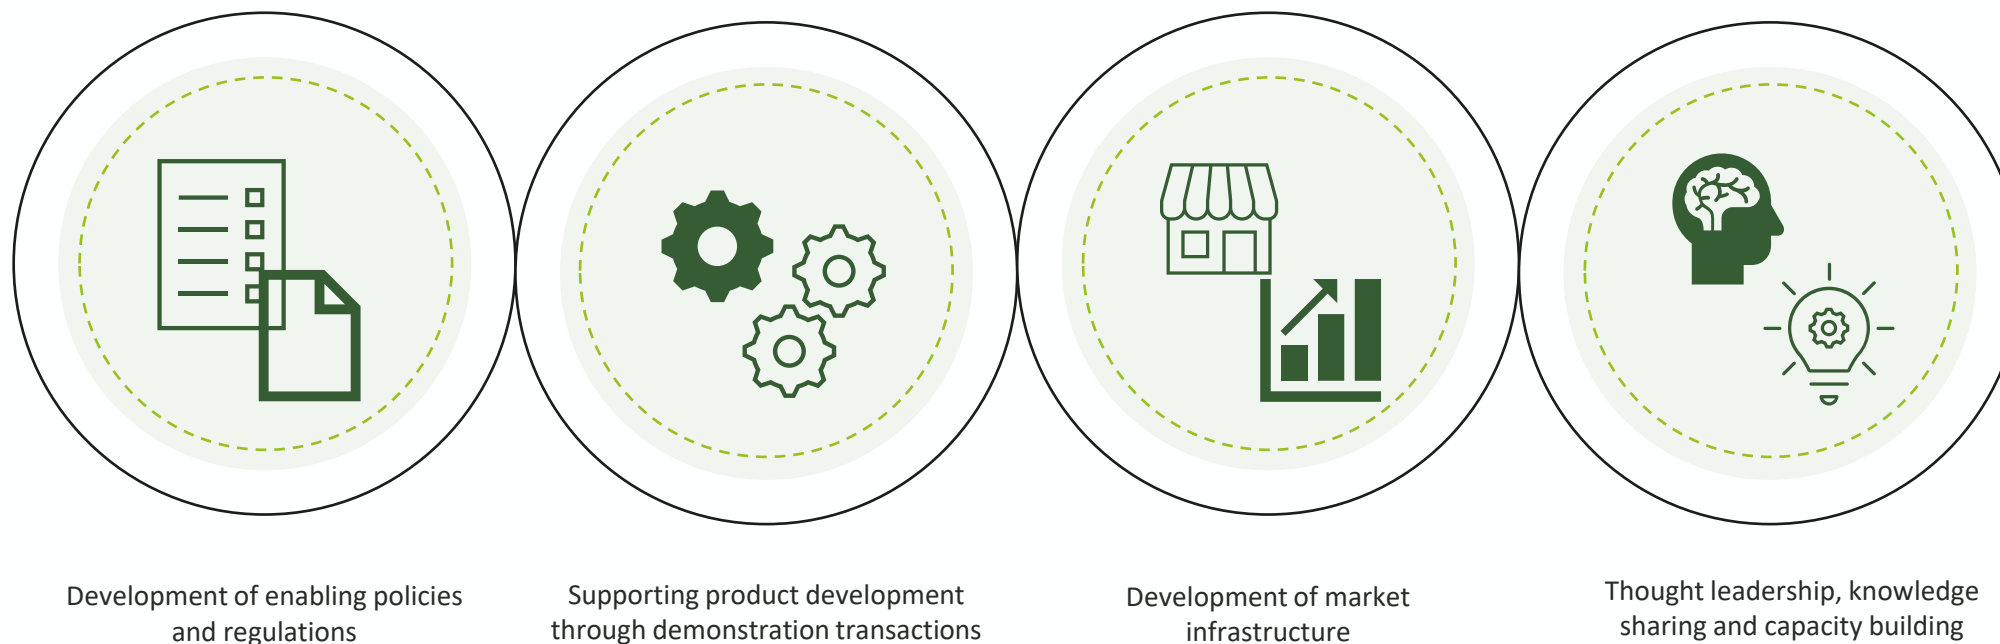 Development of enabling policies
and regulations
Supporting product development
through demonstration transactions
Development of market
infrastructure
Thought leadership, knowledge
sharing and capacity building